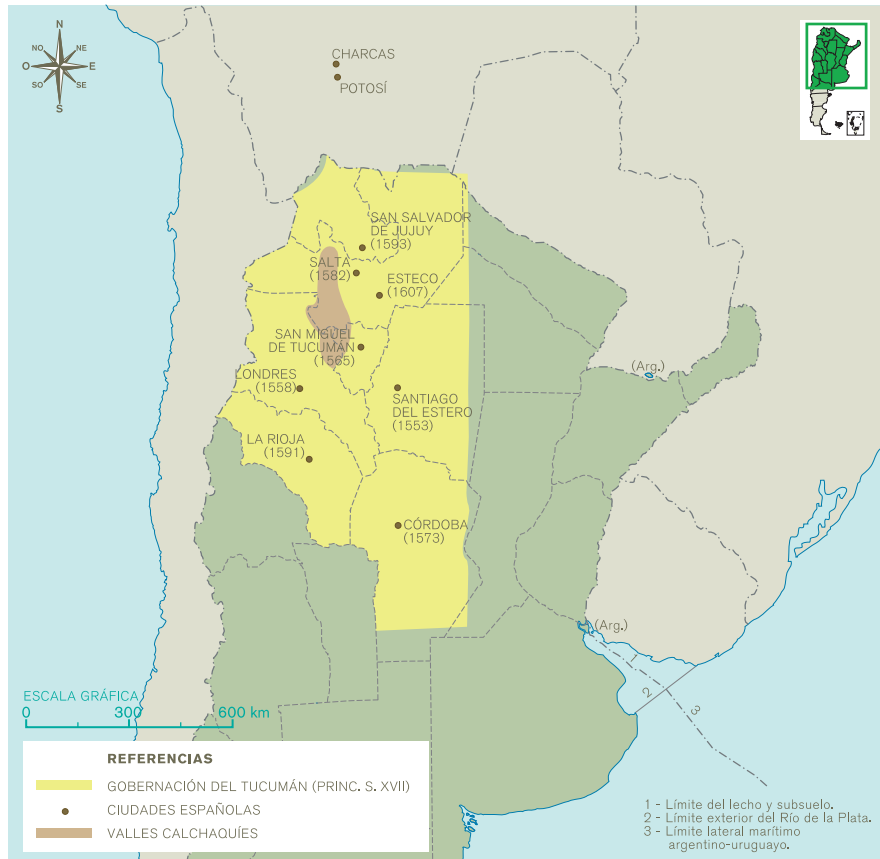 N
NO
NE
O
E
SO
SE
S
CHARCAS
POTOSÍ
SAN SALVADOR
DE JUJUY
(1593)
SALTA
(1582)
ESTECO
(1607)
SAN MIGUEL
DE TUCUMÁN
(1565)
LONDRES
(1558)
SANTIAGO
DEL ESTERO
(1553)
LA RIOJA
(1591)
CÓRDOBA
(1573)
(Arg.)
(Arg.)
2
3
ESCALA GRÁFICA
0 300 600 km
REFERENCIAS
GOBERNACIÓN DEL TUCUMÁN (PRINC. S. XVII)
CIUDADES ESPAÑOLAS
VALLES CALCHAQUÍES
1 - Límite del lecho y subsuelo.
2 - Límite exterior del Río de la Plata.
3 - Límite lateral marítimo
argentino-uruguayo.